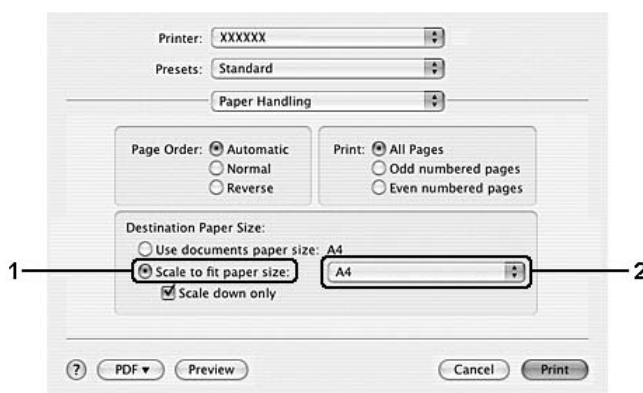 Printer: XXXXXX
Presets: Standard
Paper Handling
Page Order: Automatic
Normal
Reverse
Print: All Pages
Odd numbered pages
Even numbered pages
Destination Paper Size:
Use documents paper size: A4
1 Scale to fit paper size: A4 2
Scale down only
? PDF Preview Cancel Print